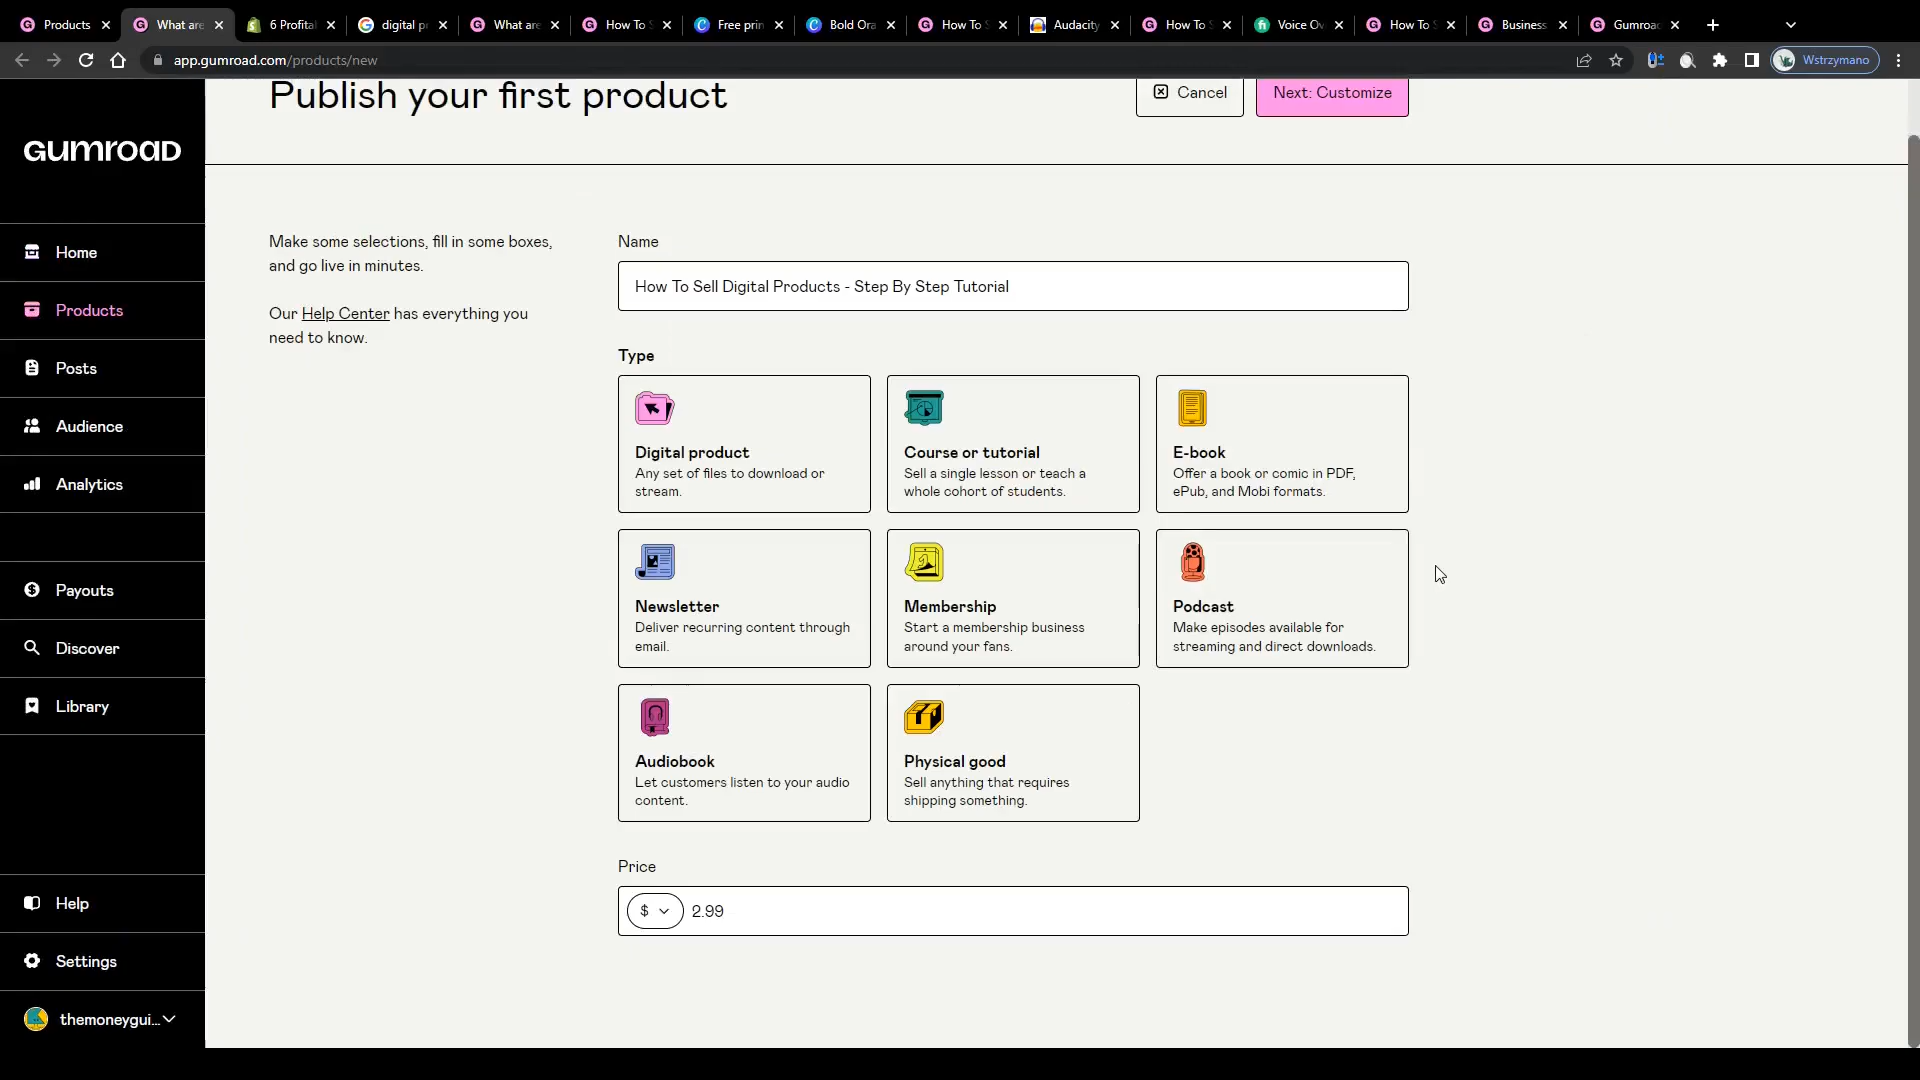 Products
What are
6 Profital
digital p
What are
How To S
Free prin
Bold Ora
How To S
Audacity
How To S
Voice Ov
How To S
Business
Gumroad
app.gumroad.com/products/new
Wstrzymano
GUMROAD
Home
Products
Posts
Audience
Analytics
Payouts
Discover
Library
Help
Settings
themoneygui...
Publish your first product
Cancel
Next: Customize
Make some selections, fill in some boxes,
and go live in minutes.
Our Help Center has everything you
need to know.
Name
How To Sell Digital Products - Step By Step Tutorial
Type
Digital product
Any set of files to download or
stream.
Course or tutorial
Sell a single lesson or teach a
whole cohort of students.
E-book
Offer a book or comic in PDF,
ePub, and Mobi formats.
Newsletter
Deliver recurring content through
email.
Membership
Start a membership business
around your fans.
Podcast
Make episodes available for
streaming and direct downloads.
Audiobook
Let customers listen to your audio
content.
Physical good
Sell anything that requires
shipping something.
Price
$ 2.99